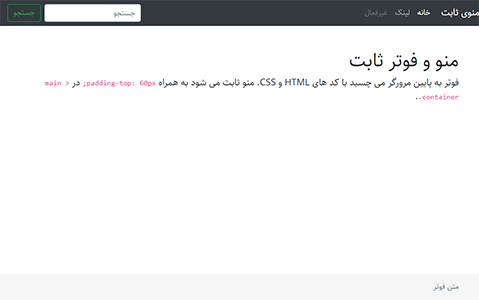 منوی ثابت خانه لینک غیرفعال جستجو جستجو
منو و فوتر ثابت
فوتر به پایین مرورگر می چسبد با کد های HTML و CSS. منو ثابت می شود به همراه padding-top: 60px; در main >
.container.
متن فوتر